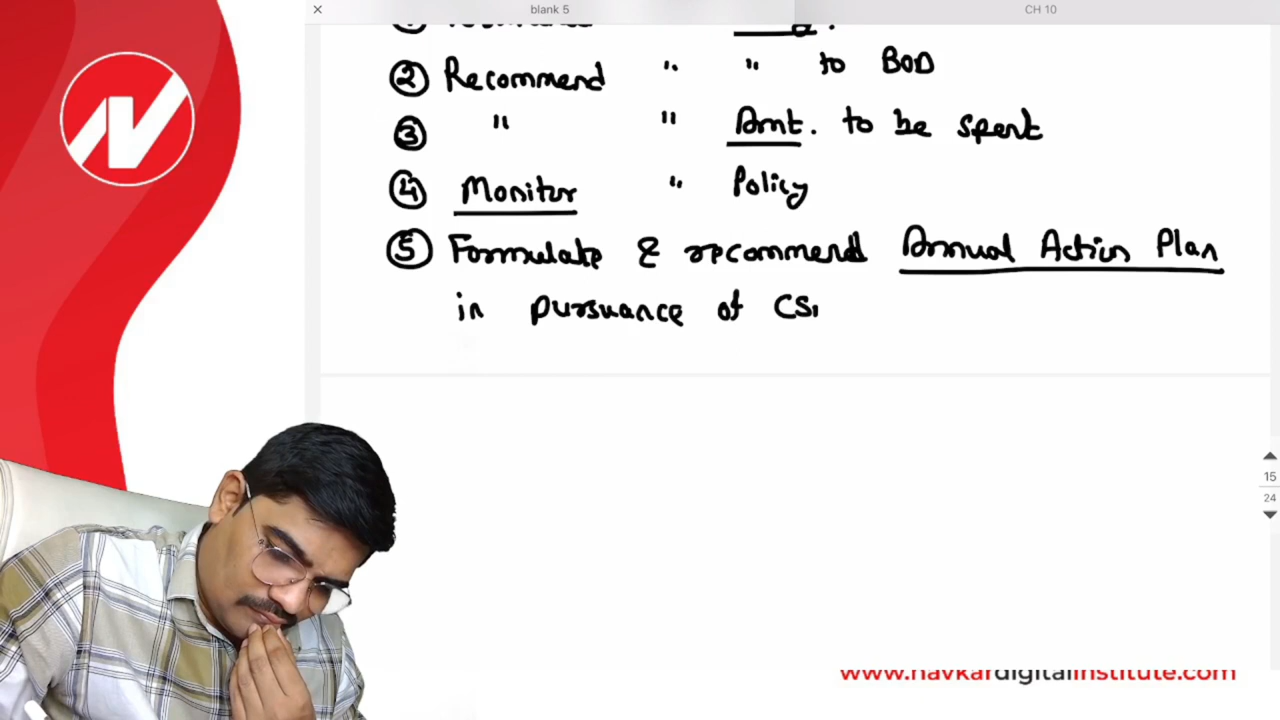 × blank 5 CH 10
② Recommend " " to BOD
③ " " Amt. to be spent
④ Monitor " Policy
⑤ Formulate & recommend Annual Action Plan
in pursuance of CS
15
24
www.navkardigitalinstitute.com